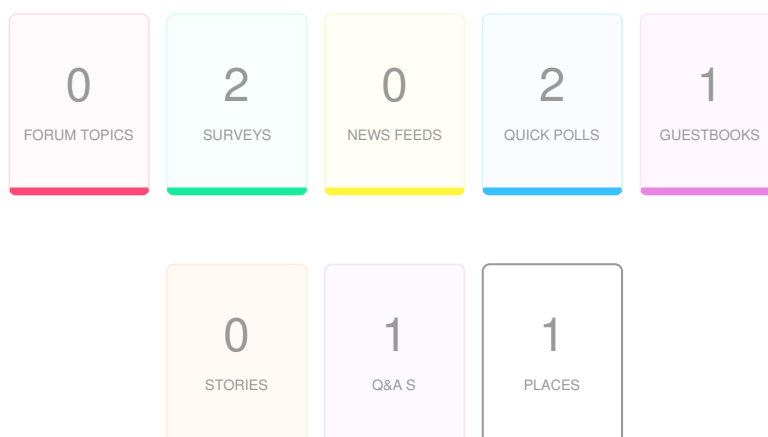 0 2 0 2 1
FORUM TOPICS SURVEYS NEWS FEEDS QUICK POLLS GUESTBOOKS
0 1 1
STORIES Q&A S PLACES